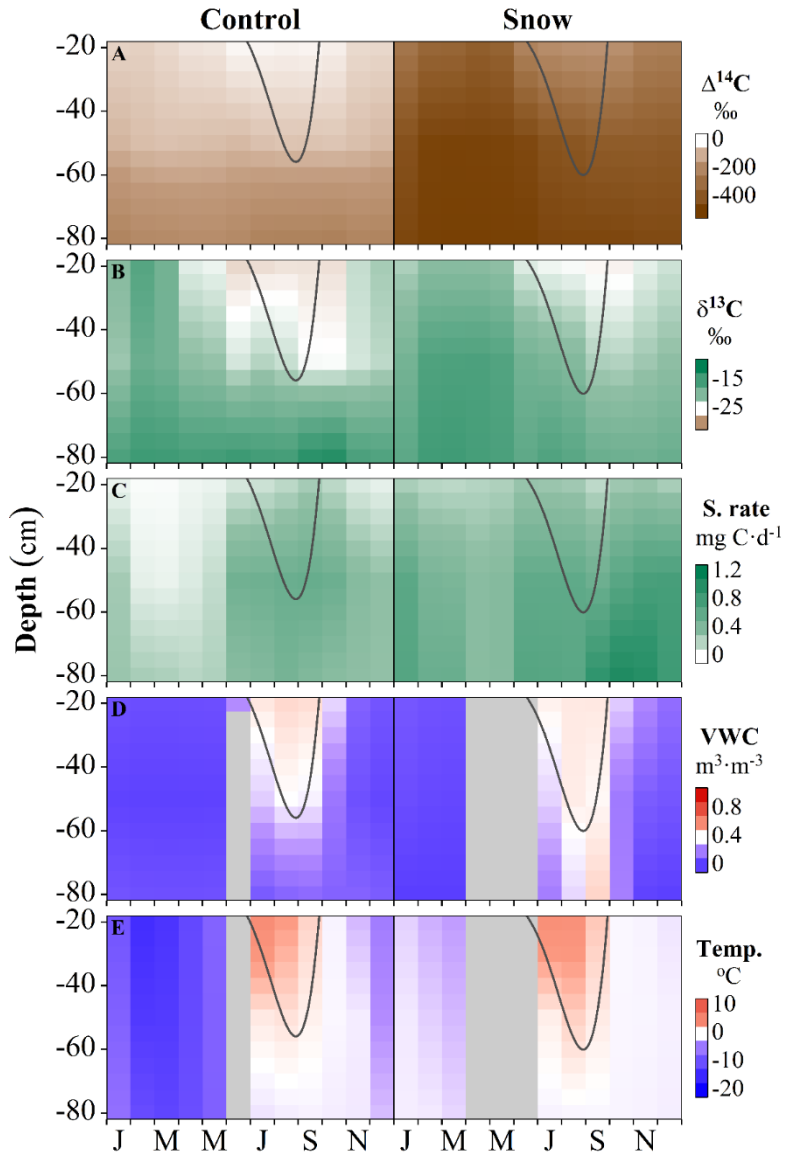 Control Snow
A
-20
-40
-60
-80
Δ¹⁴C
‰
0
-200
-400
B
-20
-40
-60
-80
δ¹³C
‰
-15
-25
C
-20
-40
-60
-80
S. rate
mg C·d⁻¹
1.2
0.8
0.4
0
Depth (cm)
D
-20
-40
-60
-80
VWC
m³·m⁻³
0.8
0.4
0
E
-20
-40
-60
-80
Temp.
ºC
10
0
-10
-20
J M M J S N J M M J S N